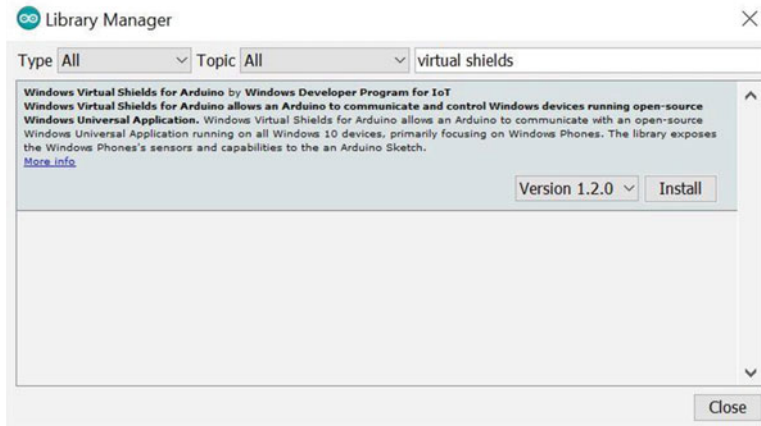 Library Manager
Type All Topic All virtual shields
Windows Virtual Shields for Arduino by Windows Developer Program for IoT
Windows Virtual Shields for Arduino allows an Arduino to communicate and control Windows devices running open-source
Windows Universal Application. Windows Virtual Shields for Arduino allows an Arduino to communicate with an open-source
Windows Universal Application running on all Windows 10 devices, primarily focusing on Windows Phones. The library exposes
the Windows Phones's sensors and capabilities to the an Arduino Sketch.
More info
Version 1.2.0 Install
Close